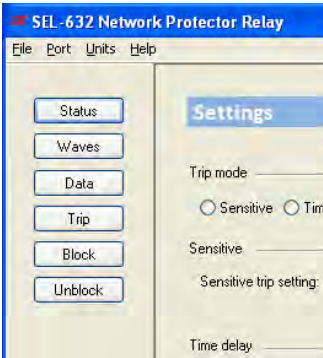 SEL-632 Network Protector Relay
File Port Units Help
Status
Waves
Data
Trip
Block
Unblock
Settings
Trip mode
Sensitive Tim
Sensitive
Sensitive trip setting:
Time delay